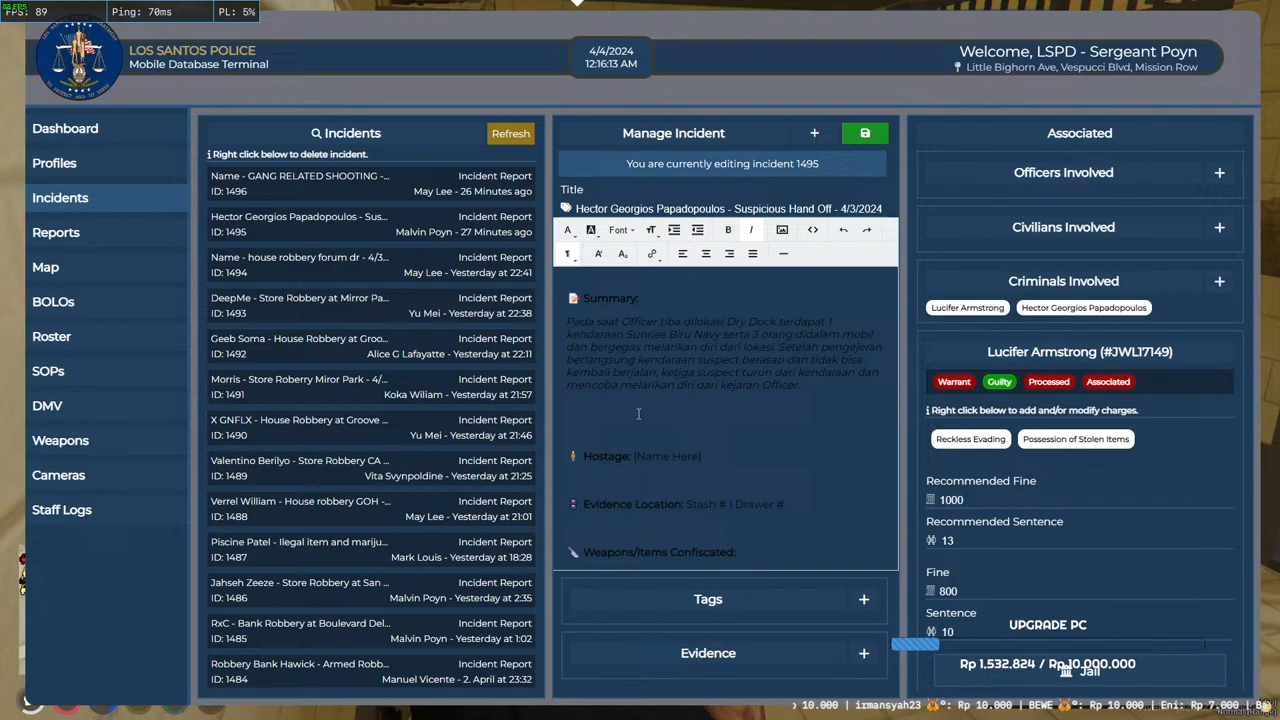 FPS: 89
Ping: 70ms
PL: 5%
LOS SANTOS POLICE
Mobile Database Terminal
4/4/2024
12:16:13 AM
Welcome, LSPD - Sergeant Poyn
Little Bighorn Ave, Vespucci Blvd, Mission Row
Dashboard
Profiles
Incidents
Reports
Map
BOLOs
Roster
SOPs
DMV
Weapons
Cameras
Staff Logs
Incidents
Refresh
Right click below to delete incident.
Name - GANG RELATED SHOOTING -... Incident Report
ID: 1496 May Lee - 26 Minutes ago
Hector Georgios Papadopoulos - Sus... Incident Report
ID: 1495 Malvin Poyn - 27 Minutes ago
Name - house robbery forum dr - 4/3... Incident Report
ID: 1494 May Lee - Yesterday at 22:41
DeepMe - Store Robbery at Mirror Pa... Incident Report
ID: 1493 Yu Mei - Yesterday at 22:38
Geeb Soma - House Robbery at Groo... Incident Report
ID: 1492 Alice G Lafayette - Yesterday at 22:11
Morris - Store Roberry Miror Park - 4/... Incident Report
ID: 1491 Koka Wiliam - Yesterday at 21:57
X GNFLX - House Robbery at Groove ... Incident Report
ID: 1490 Yu Mei - Yesterday at 21:46
Valentino Berilyo - Store Robbery CA ... Incident Report
ID: 1489 Vita Svynpoldine - Yesterday at 21:25
Verrel William - House robbery GOH -... Incident Report
ID: 1488 May Lee - Yesterday at 21:01
Piscine Patel - Ilegal item and mariju... Incident Report
ID: 1487 Mark Louis - Yesterday at 18:28
Jahseh Zeeze - Store Robbery at San ... Incident Report
ID: 1486 Malvin Poyn - Yesterday at 2:35
RxC - Bank Robbery at Boulevard Del... Incident Report
ID: 1485 Malvin Poyn - Yesterday at 1:02
Robbery Bank Hawick - Armed Robb... Incident Report
ID: 1484 Manuel Vicente - 2. April at 23:32
Manage Incident
You are currently editing incident 1495
Title
Hector Georgios Papadopoulos - Suspicious Hand Off - 4/3/2024
Font
Summary:
Pada saat Officer tiba dilokasi Dry Dock terdapat 1
kendaraan Sunrise Biru Navy serta 3 orang didalam mobil
dan bergegas melarikan diri dari lokasi. Setelah pengejeran
berlangsung kendaraan suspect berasap dan tidak bisa
kembali berjalan, ketiga suspect turun dari kendaraan dan
mencoba melarikan diri dari kejaran Officer.
Hostage: [Name Here]
Evidence Location: Stash # | Drawer #
Weapons/Items Confiscated:
Tags
Evidence
Associated
Officers Involved
Civilians Involved
Criminals Involved
Lucifer Armstrong Hector Georgios Papadopoulos
Lucifer Armstrong (#JWL17149)
Warrant Guilty Processed Associated
Right click below to add and/or modify charges.
Reckless Evading Possession of Stolen Items
Recommended Fine
1000
Recommended Sentence
13
Fine
800
Sentence
10
UPGRADE PC
Rp 1.532.824 / Rp 10.000.000
Jail
10.000 | irmansyah23 : Rp 10.000 | BEWE : Rp 10.000 | Eni: Rp 7.000